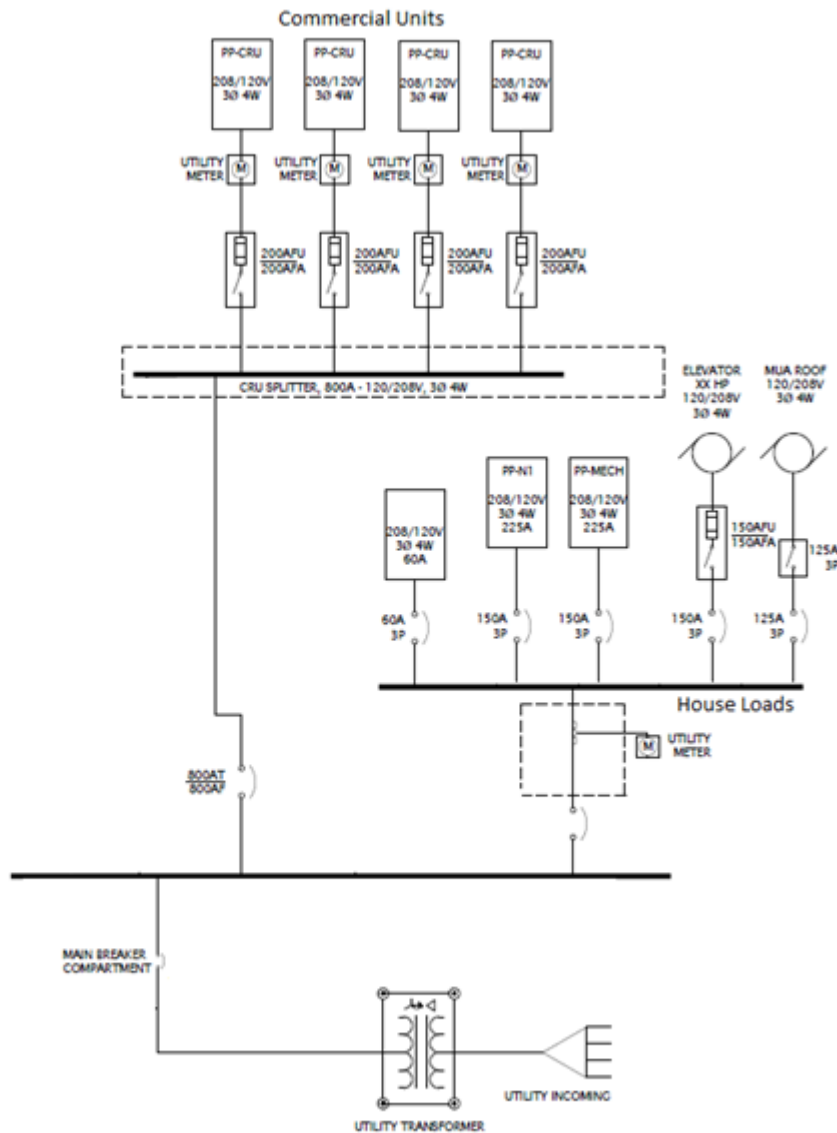 Commercial Units
PP-CRU
208/120V
3Ø 4W
PP-CRU
208/120V
3Ø 4W
PP-CRU
208/120V
3Ø 4W
PP-CRU
208/120V
3Ø 4W
UTILITY
METER
M
UTILITY
METER
M
UTILITY
METER
M
UTILITY
METER
M
200AFU
200AFA
200AFU
200AFA
200AFU
200AFA
200AFU
200AFA
CRU SPLITTER, 800A - 120/208V, 3Ø 4W
ELEVATOR
XX HP
120/208V
3Ø 4W
MUA ROOF
120/208V
3Ø 4W
208/120V
3Ø 4W
60A
PP-N1
208/120V
3Ø 4W
225A
PP-MECH
208/120V
3Ø 4W
225A
150AFU
150AFA
125A
3P
60A
3P
150A
3P
150A
3P
150A
3P
125A
3P
House Loads
M
UTILITY
METER
800AT
800AF
MAIN BREAKER
COMPARTMENT
UTILITY TRANSFORMER
UTILITY INCOMING